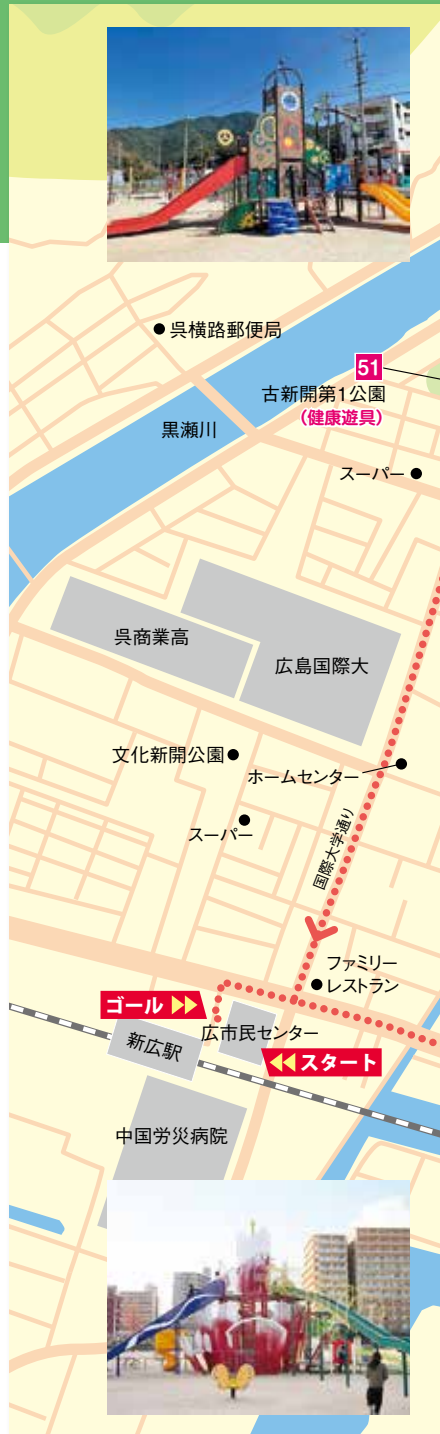 呉横路郵便局
51
古新開第1公園
(健康遊具)
黒瀬川
スーパー
呉商業高
広島国際大
文化新開公園
ホームセンター
スーパー
国際大学通り
ファミリー
レストラン
ゴール
広市民センター
新広駅
スタート
中国労災病院